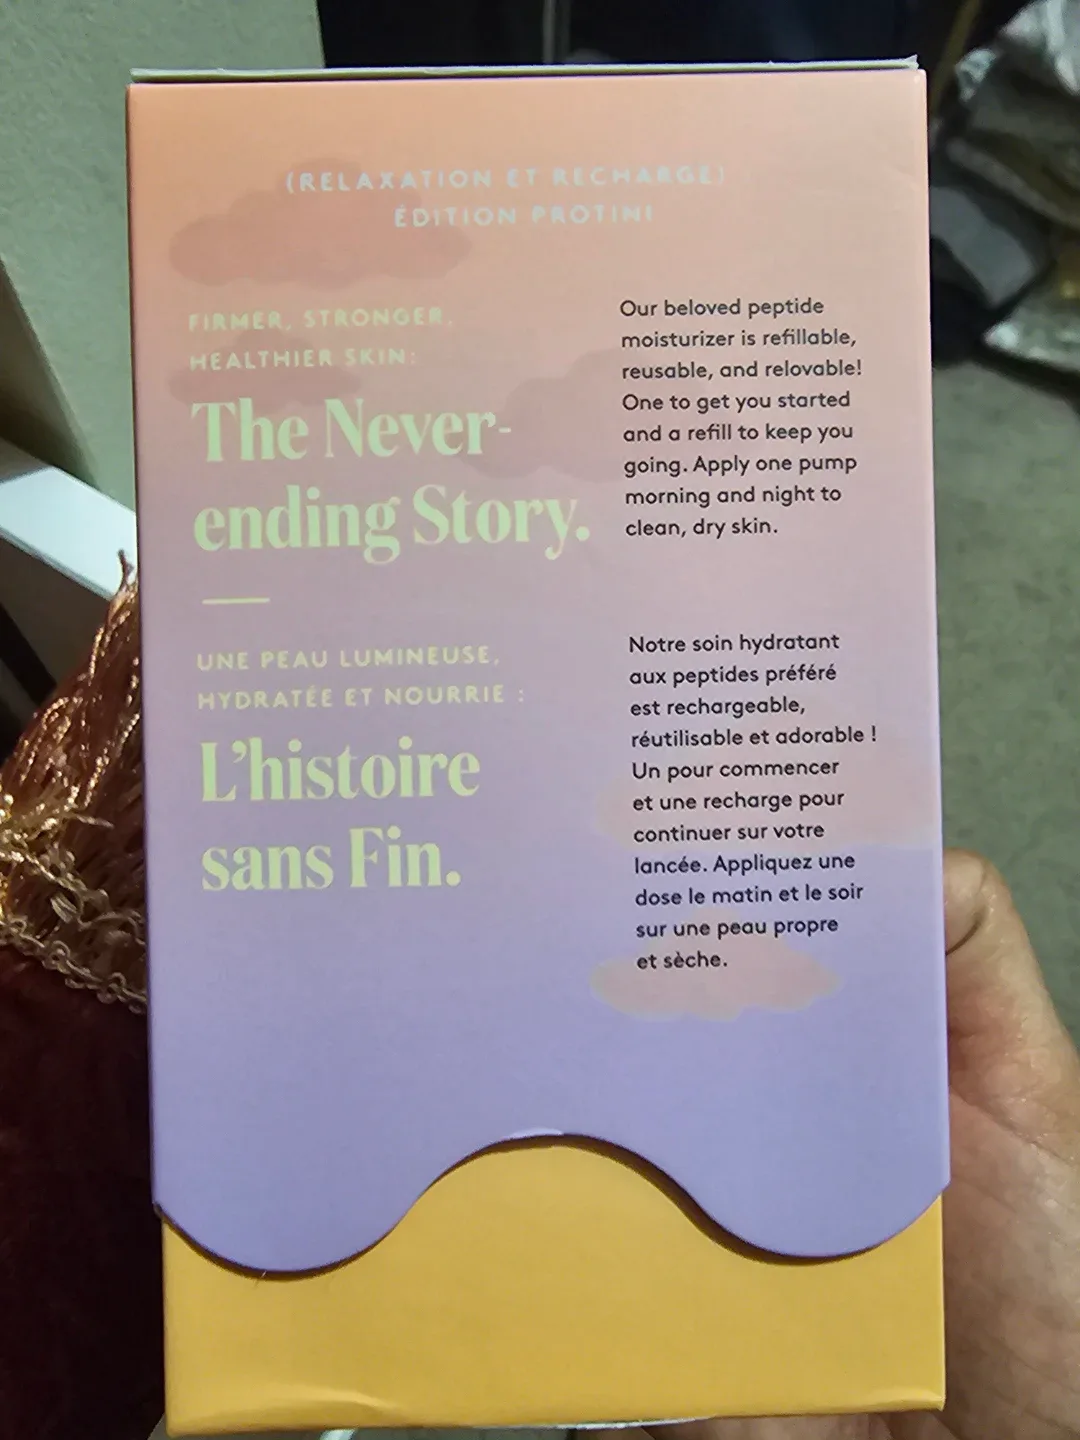 (RELAXATION ET RECHARGE)
ÉDITION PROTINI
FIRMER, STRONGER,
HEALTHIER SKIN:
The Never-
ending Story.
Our beloved peptide
moisturizer is refillable,
reusable, and relovable!
One to get you started
and a refill to keep you
going. Apply one pump
morning and night to
clean, dry skin.
UNE PEAU LUMINEUSE,
HYDRATÉE ET NOURRIE :
L'histoire
sans Fin.
Notre soin hydratant
aux peptides préféré
est rechargeable,
réutilisable et adorable !
Un pour commencer
et une recharge pour
continuer sur votre
lancée. Appliquez une
dose le matin et le soir
sur une peau propre
et sèche.